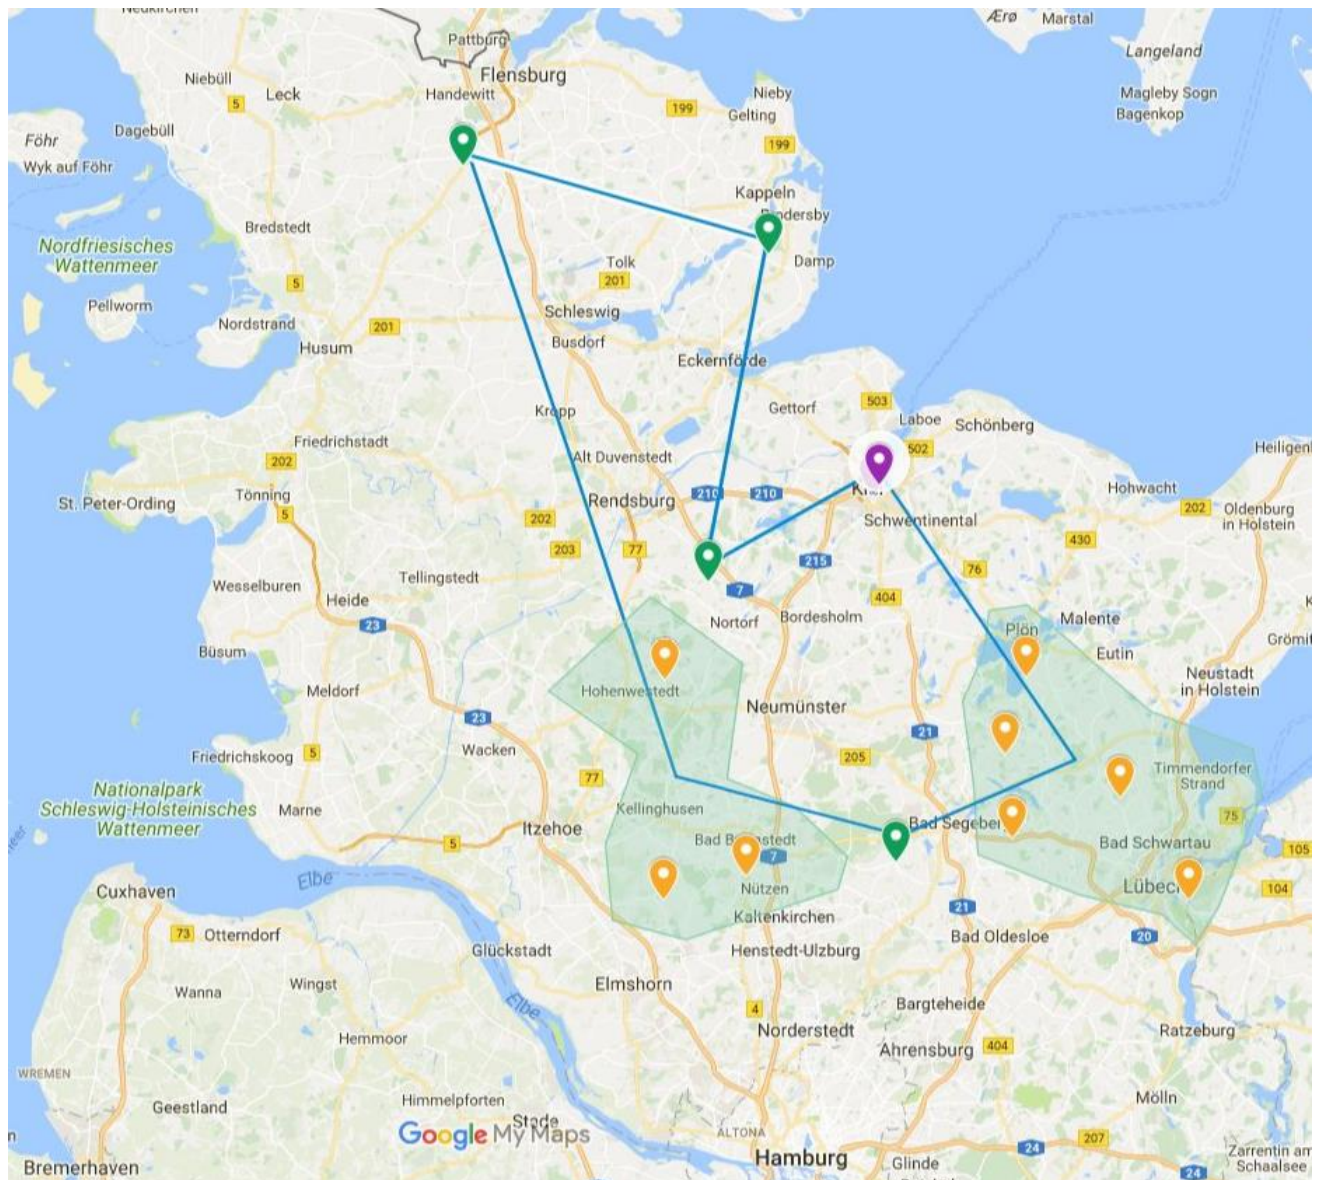 Pattburg
Ærø
Marstal
Langeland
Flensburg
Niebüll
Leck
Handewitt
5
Nieby
Magleby Sogn
Gelting
199
Bagenkop
Dagebüll
Föhr
199
Wyk auf Föhr
Kappeln
Bredstedt
Nordfriesisches
Wattenmeer
Tolk
Damp
201
5
Pellworm
Schleswig
Nordstrand
201
Husum
Busdorf
Eckernförde
503
Kropp
Gettorf
Laboe
Schönberg
Friedrichstadt
502
202
Alt Duvenstedt
Tönning
Rendsburg
210
210
Hohwacht
St. Peter-Ording
5
202
202
Oldenburg
in Holstein
Schwentinental
203
77
430
215
76
Wesselburen
Tellingstedt
7
404
Heide
23
Nortorf
Bordesholm
Malente
Plön
Büsum
Eutin
Neustadt
in Holstein
Meldorf
Hohenwestedt
Neumünster
23
21
Wacken
Friedrichskoog
5
205
77
Timmendorfer
Strand
Nationalpark
Schleswig-Holsteinisches
Wattenmeer
Marne
Kellinghusen
75
Itzehoe
5
Bad Schwartau
105
7
Elbe
Cuxhaven
Nützen
104
21
Kaltenkirchen
73
Otterndorf
Glückstadt
Henstedt-Ulzburg
Bad Oldesloe
20
Wanna
Wingst
Elmshorn
Elbe
4
Bargteheide
Norderstedt
Ratzeburg
Hemmoor
Ahrensburg
404
WREMEN
Geestland
Himmelpforten
Mölln
Stade
Google My Maps
ALTONA
24
207
Bremerhaven
Hamburg
Glinde
24
Schaalsee